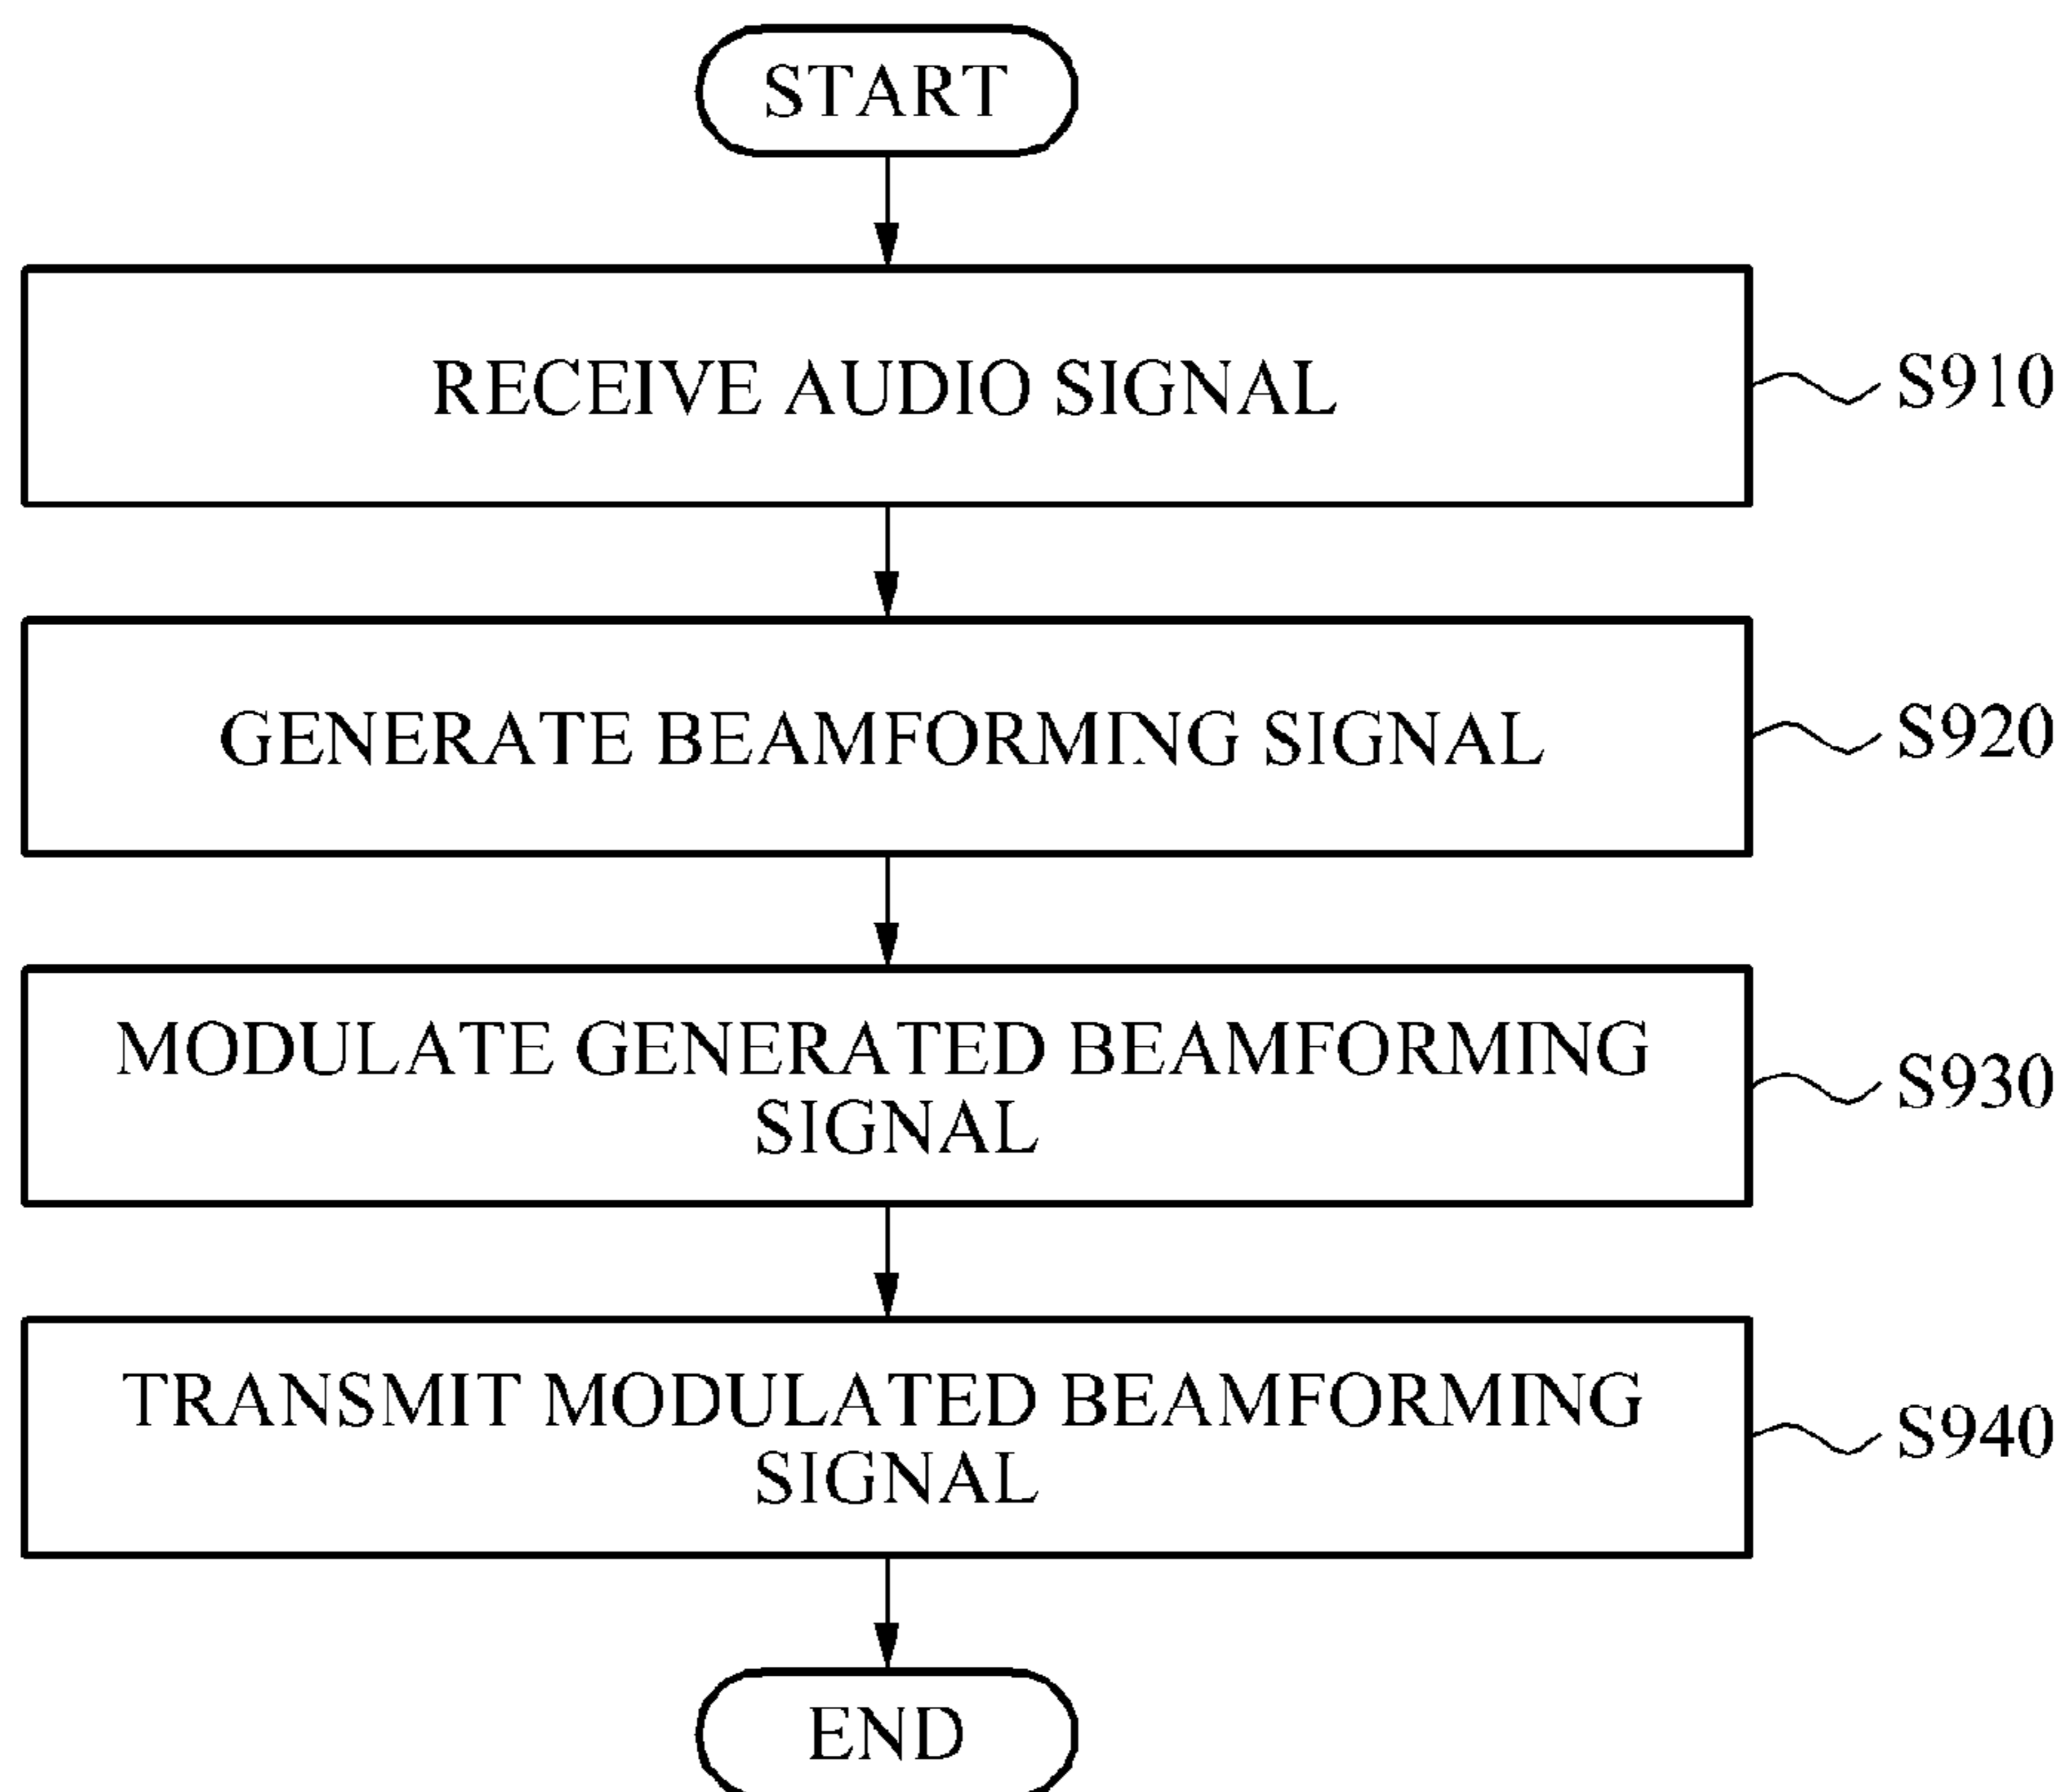 START
RECEIVE AUDIO SIGNAL
S910
GENERATE BEAMFORMING SIGNAL
S920
MODULATE GENERATED BEAMFORMING
SIGNAL
S930
TRANSMIT MODULATED BEAMFORMING
SIGNAL
S940
END